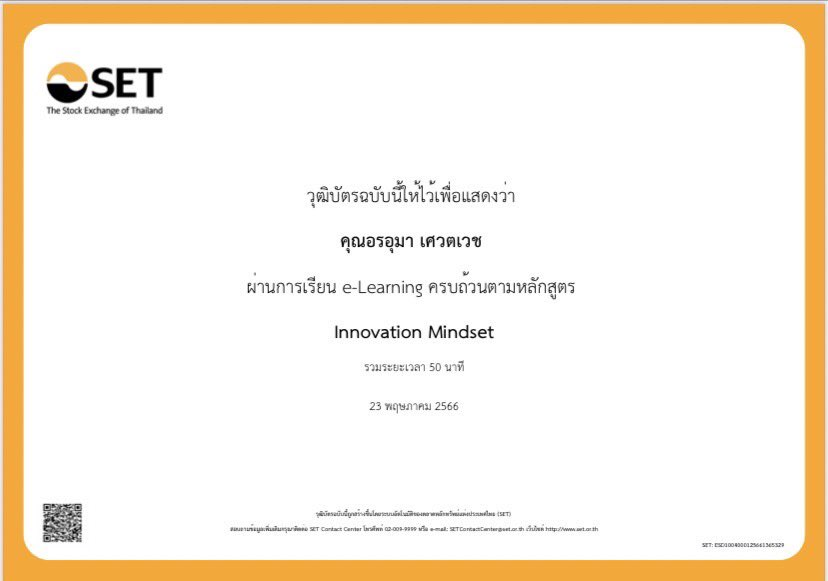 SET
The Stock Exchange of Thailand
วุฒิบัตรฉบับนี้ให้ไว้เพื่อแสดงว่า
คุณอรอุมา เศวตเวช
ผ่านการเรียน e-Learning ครบถ้วนตามหลักสูตร
Innovation Mindset
รวมระยะเวลา 50 นาที
23 พฤษภาคม 2566
วุฒิบัตรฉบับนี้ถูกสร้างขึ้นโดยระบบอัตโนมัติของตลาดหลักทรัพย์แห่งประเทศไทย (SET)
สอบถามข้อมูลเพิ่มเติมกรุณาติดต่อ SET Contact Center โทรศัพท์ 02-009-9999 หรือ e-mail: SETContactCenter@set.or.th เว็บไซต์ http://www.set.or.th
SET: ESD1004000125661365329